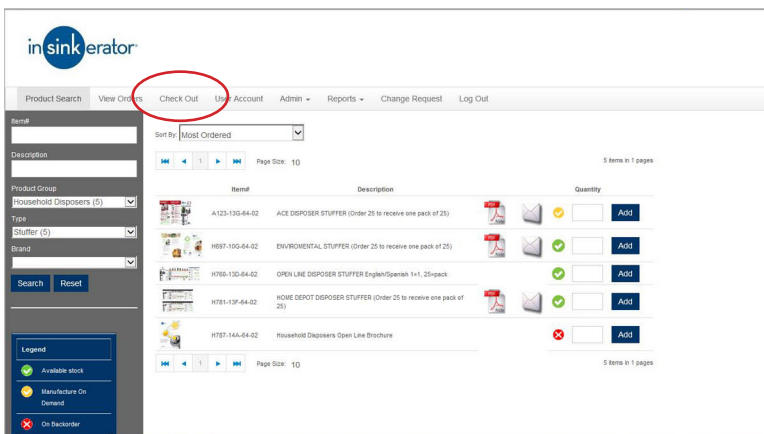 insinkerator
Product Search View Orders Check Out User Account Admin Reports Change Request Log Out
Item#
Description
Product Group
Household Disposers (5)
Type
Stuffer (5)
Brand
Search Reset
Legend
Available stock
Manufacture On
Demand
On Backorder
Sort By: Most Ordered
1 Page Size: 10 5 items in 1 pages
Item# Description Quantity
A123-13G-64-02 ACE DISPOSER STUFFER (Order 25 to receive one pack of 25) Add
H697-10G-64-02 ENVIROMENTAL STUFFER (Order 25 to receive one pack of 25) Add
H760-13D-64-02 OPEN LINE DISPOSER STUFFER English/Spanish 1=1, 25=pack Add
H781-13F-64-02 HOME DEPOT DISPOSER STUFFER (Order 25 to receive one pack of
25) Add
H787-14A-64-02 Household Disposers Open Line Brochure Add
1 Page Size: 10 5 items in 1 pages